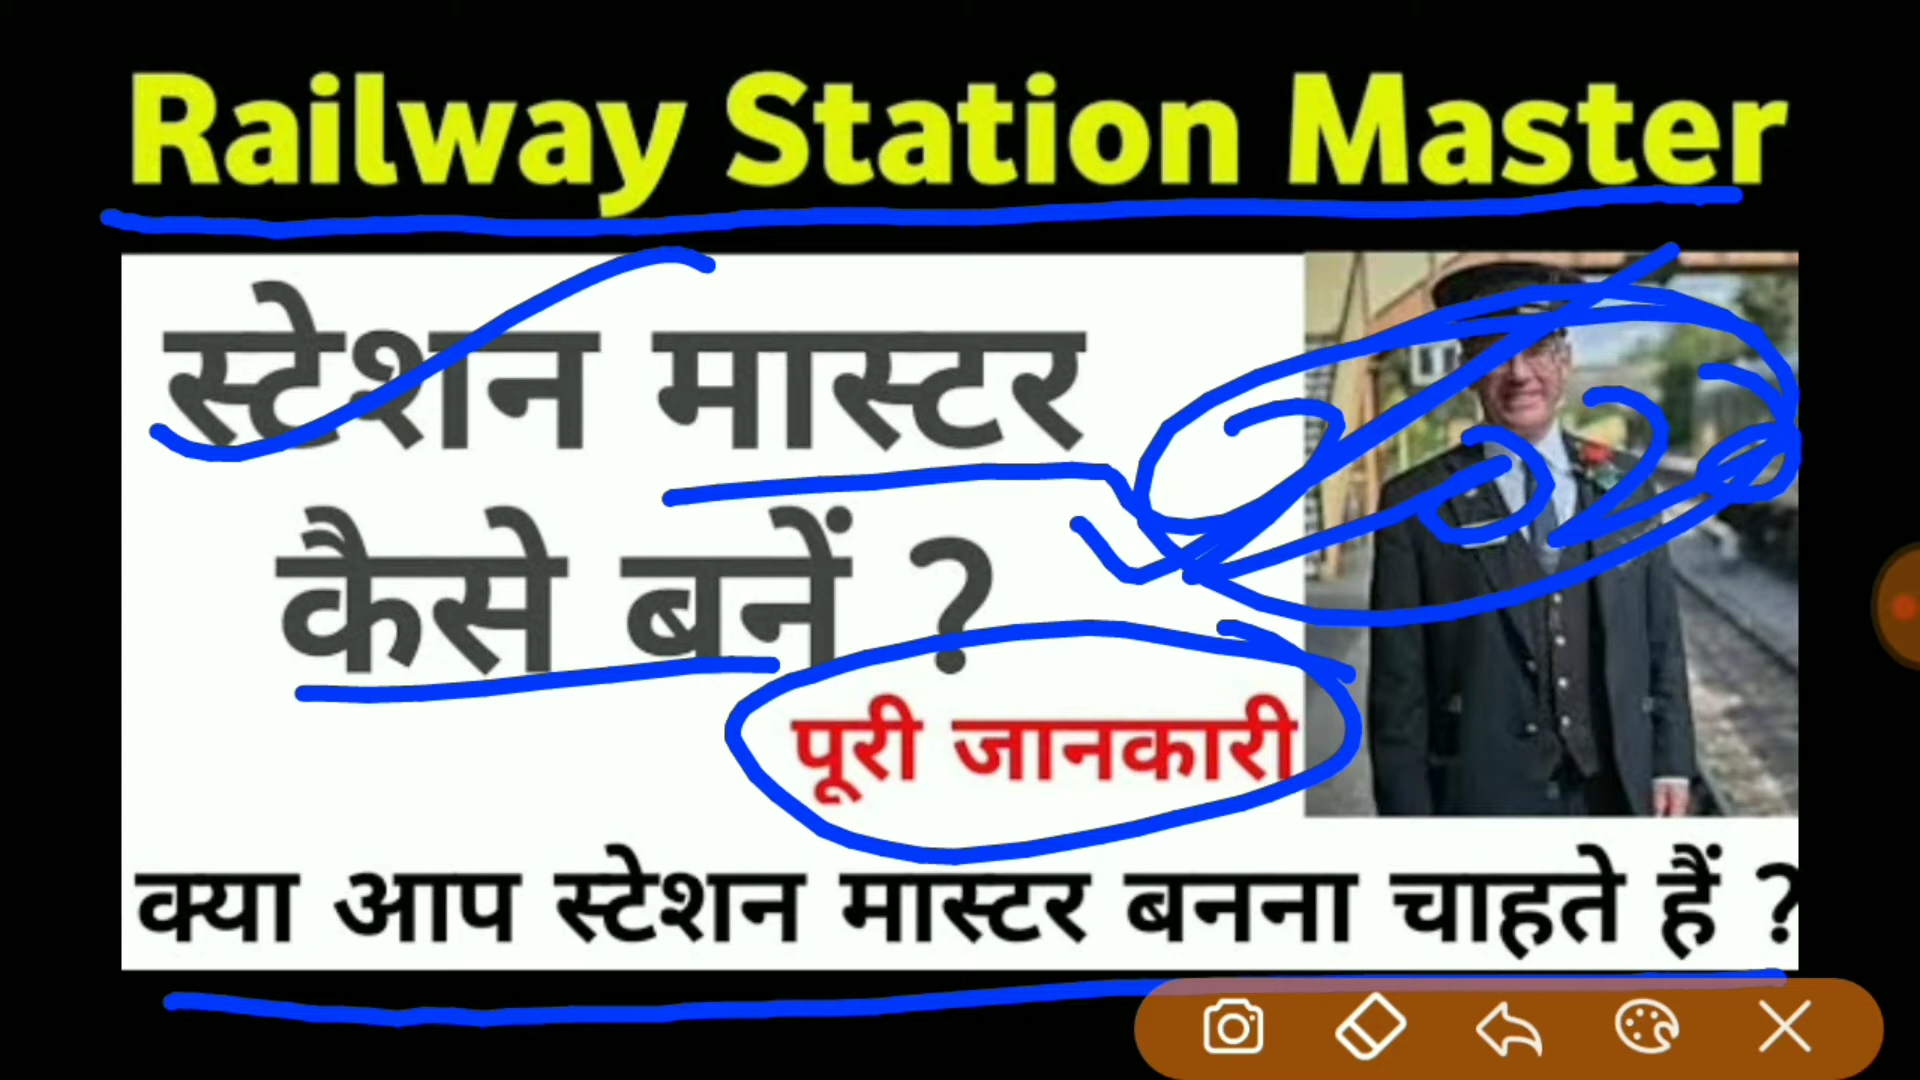 Railway Station Master
स्टेशन मास्टर
कैसे बनें ?
पूरी जानकारी
क्या आप स्टेशन मास्टर बनना चाहते हैं ?